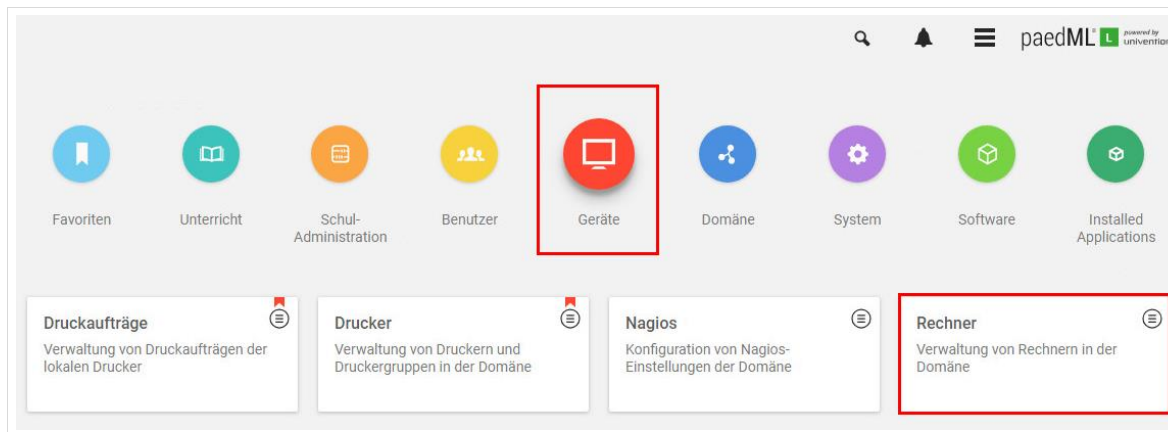 paedML® L powered by
univention
Favoriten
Unterricht
Schul-
Administration
Benutzer
Geräte
Domäne
System
Software
Installed
Applications
Druckaufträge
Verwaltung von Druckaufträgen der
lokalen Drucker
Drucker
Verwaltung von Druckern und
Druckergruppen in der Domäne
Nagios
Konfiguration von Nagios-
Einstellungen der Domäne
Rechner
Verwaltung von Rechnern in der
Domäne